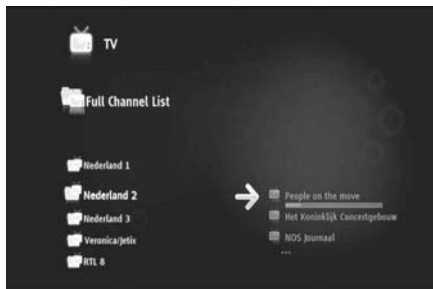 TV
Full Channel List
Nederland 1
Nederland 2
Nederland 3
Veronica/Jetix
RTL 8
People on the move
Het Koninklijk Concertgebouw
NOS Journaal
...